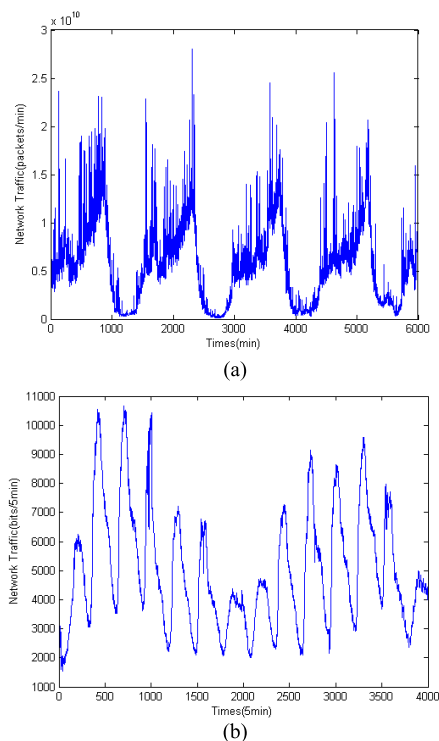 x 10^10
3
2.5
2
1.5
1
0.5
0
Network Traffic(packets/min)
0 1000 2000 3000 4000 5000 6000
Times(min)
(a)
11000
10000
9000
8000
7000
6000
5000
4000
3000
2000
1000
Network Traffic(bits/5min)
0 500 1000 1500 2000 2500 3000 3500 4000
Times(5min)
(b)